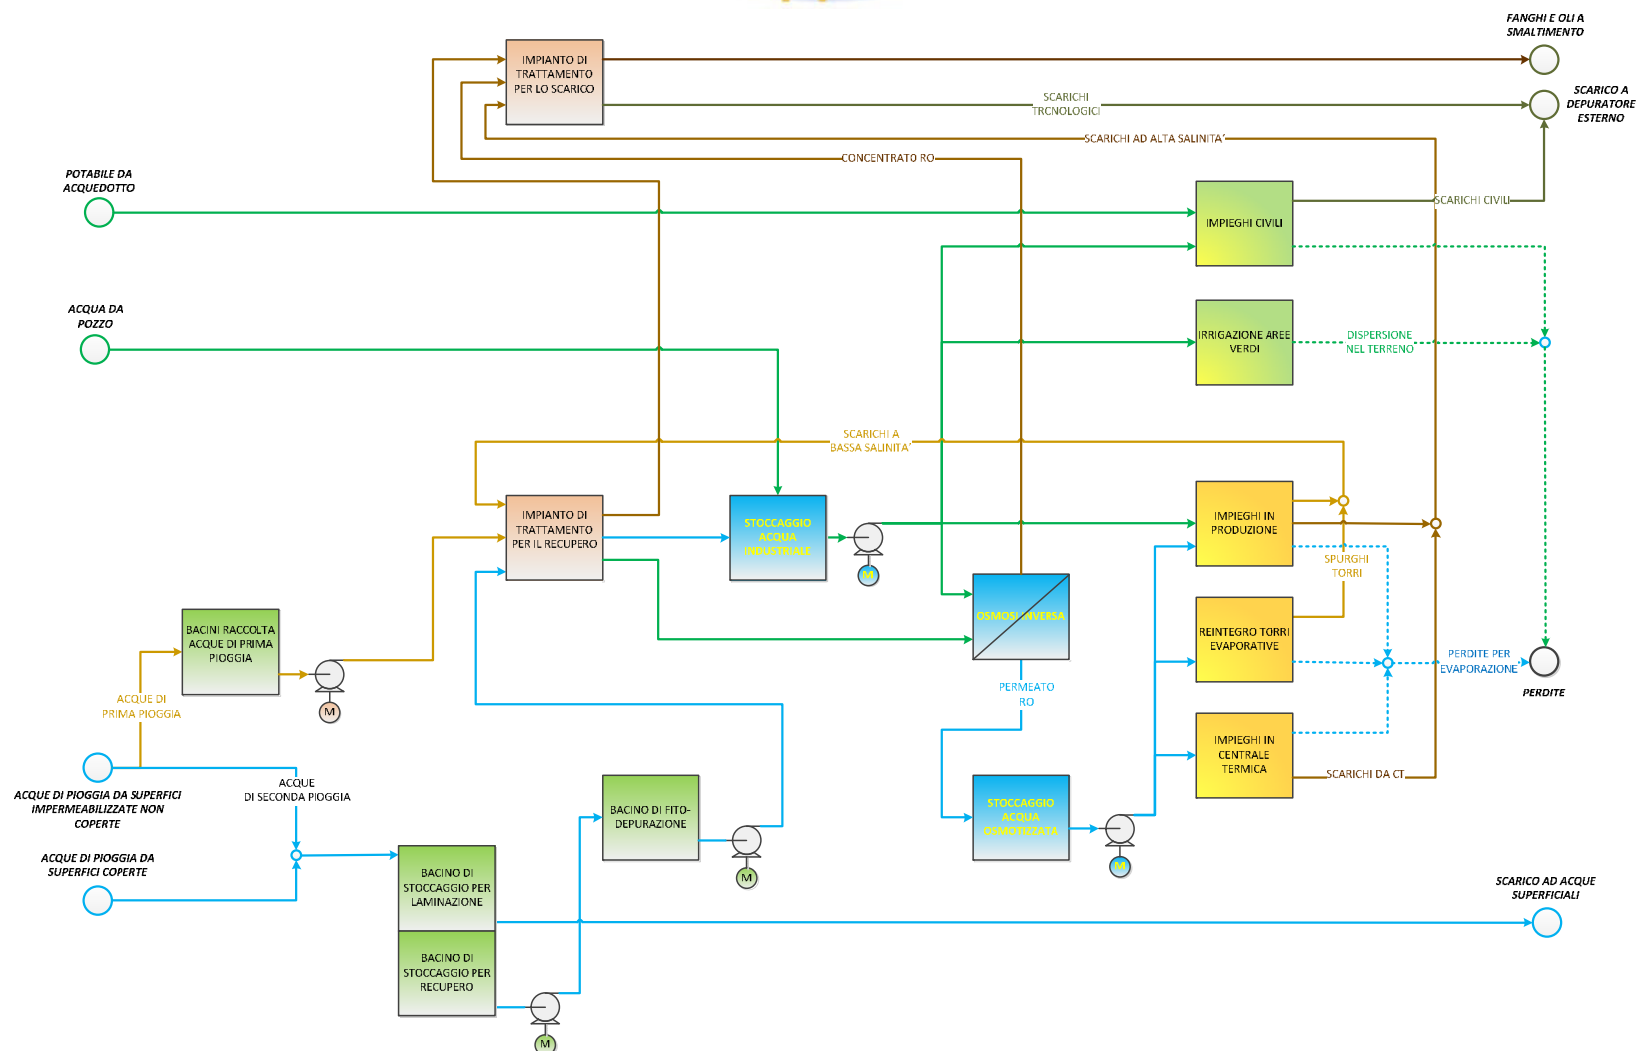 FANGHI E OLI A
SMALTIMENTO
IMPIANTO DI
TRATTAMENTO
PER LO SCARICO
SCARICHI
TRCNOLOGICI
SCARICO A
DEPURATORE
ESTERNO
SCARICHI AD ALTA SALINITA´
CONCENTRATO RO
POTABILE DA
ACQUEDOTTO
IMPIEGHI CIVILI
SCARICHI CIVILI
ACQUA DA
POZZO
IRRIGAZIONE AREE
VERDI
DISPERSIONE
NEL TERRENO
SCARICHI A
BASSA SALINITA´
IMPIANTO DI
TRATTAMENTO
PER IL RECUPERO
STOCCAGGIO
ACQUA
INDUSTRIALE
M
IMPIEGHI IN
PRODUZIONE
SPURGHI
TORRI
OSMOSI INVERSA
BACINI RACCOLTA
ACQUE DI PRIMA
PIOGGIA
M
REINTEGRO TORRI
EVAPORATIVE
PERDITE PER
EVAPORAZIONE
PERDITE
ACQUE DI
PRIMA PIOGGIA
PERMEATO
RO
IMPIEGHI IN
CENTRALE
TERMICA
SCARICHI DA CT
ACQUE
DI SECONDA PIOGGIA
ACQUE DI PIOGGIA DA SUPERFICI
IMPERMEABILIZZATE NON
COPERTE
BACINO DI FITO-
DEPURAZIONE
M
STOCCAGGIO
ACQUA
OSMOTIZZATA
M
ACQUE DI PIOGGIA DA
SUPERFICI COPERTE
BACINO DI
STOCCAGGIO PER
LAMINAZIONE
SCARICO AD ACQUE
SUPERFICIALI
BACINO DI
STOCCAGGIO PER
RECUPERO
M